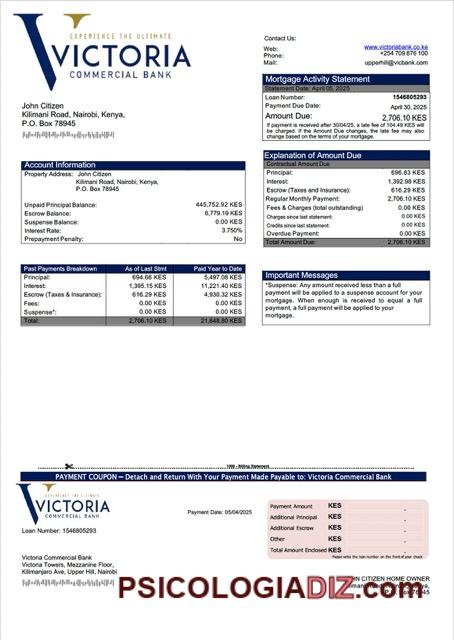 EXPERIENCE THE ULTIMATE
VICTORIA
COMMERCIAL BANK
Contact Us:
Web: www.victoriabank.co.ke
Phone: +254 709 876 100
Mail: upperhill@vicbank.com
Mortgage Activity Statement
Statement Date: April 05, 2025
Loan Number: 1546805293
Payment Due Date: April 30, 2025
Amount Due: 2,706.10 KES
If payment is received after 30/04/25, a late fee of 104.49 KES will
be charged. If the Amount Due changes, the late fee may also
change based on the terms of your mortgage.
John Citizen
Kilimani Road, Nairobi, Kenya,
P.O. Box 78945
Explanation of Amount Due
Contractual Amount Due
Principal: 696.83 KES
Interest: 1,392.98 KES
Escrow (Taxes and Insurance): 616.29 KES
Regular Monthly Payment: 2,706.10 KES
Fees & Charges (total outstanding) 0.00 KES
Charges since last statement: 0.00 KES
Credits since last statement: 0.00 KES
Overdue Payment: 0.00 KES
Total Amount Due: 2,706.10 KES
Account Information
Property Address: John Citizen
Kilimani Road, Nairobi, Kenya,
P.O. Box 78945
Unpaid Principal Balance: 445,752.92 KES
Escrow Balance: 6,779.19 KES
Suspense Balance: 0.00 KES
Interest Rate: 3.750%
Prepayment Penalty: No
Past Payments Breakdown As of Last Stmt Paid Year to Date
Principal: 694.66 KES 5,497.08 KES
Interest: 1,395.15 KES 11,221.40 KES
Escrow (Taxes & Insurance): 616.29 KES 4,930.32 KES
Fees: 0.00 KES 0.00 KES
Suspense*: 0.00 KES 0.00 KES
Total: 2,706.10 KES 21,648.80 KES
Important Messages
*Suspense: Any amount received less than a full
payment will be applied to a suspense account for your
mortgage. When enough is received to equal a full
payment, a full payment will be applied to your
mortgage.
1999 - Billing Statement
PAYMENT COUPON – Detach and Return With Your Payment Made Payable to: Victoria Commercial Bank
EXPERIENCE THE ULTIMATE
VICTORIA
COMMERCIAL BANK
Payment Date: 05/04/2025
Loan Number: 1546805293
Payment Amount KES
Additional Principal KES
Additional Escrow KES
Other KES
Total Amount Enclosed KES
Please write the loan number on the front of your check
Victoria Commercial Bank
Victoria Towers, Mezzanine Floor,
Kilimanjaro Ave, Upper Hill, Nairobi
CITIZEN HOME OWNER
Road, Nairobi, Kenya,
PSICOLOGIADIZ.com